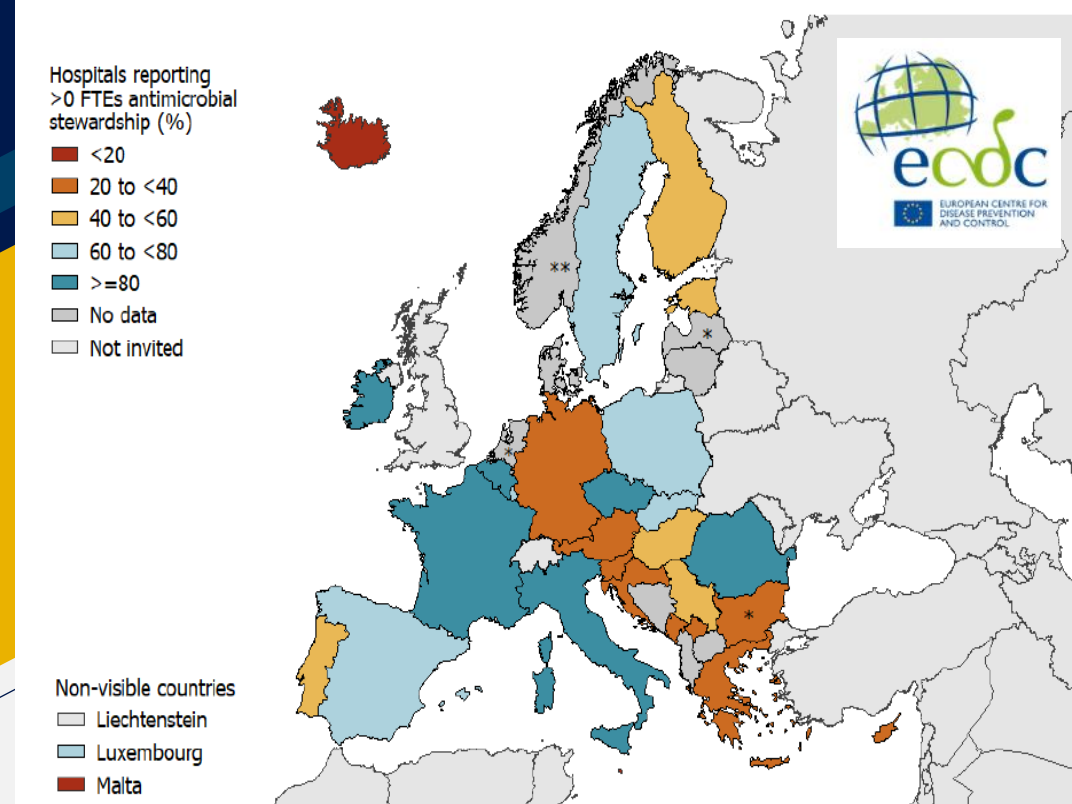 Hospitals reporting
>0 FTEs antimicrobial
stewardship (%)
<20
20 to <40
40 to <60
60 to <80
>=80
No data
Not invited
ecdc
EUROPEAN CENTRE FOR
DISEASE PREVENTION
AND CONTROL
**
*
*
*
Non-visible countries
Liechtenstein
Luxembourg
Malta